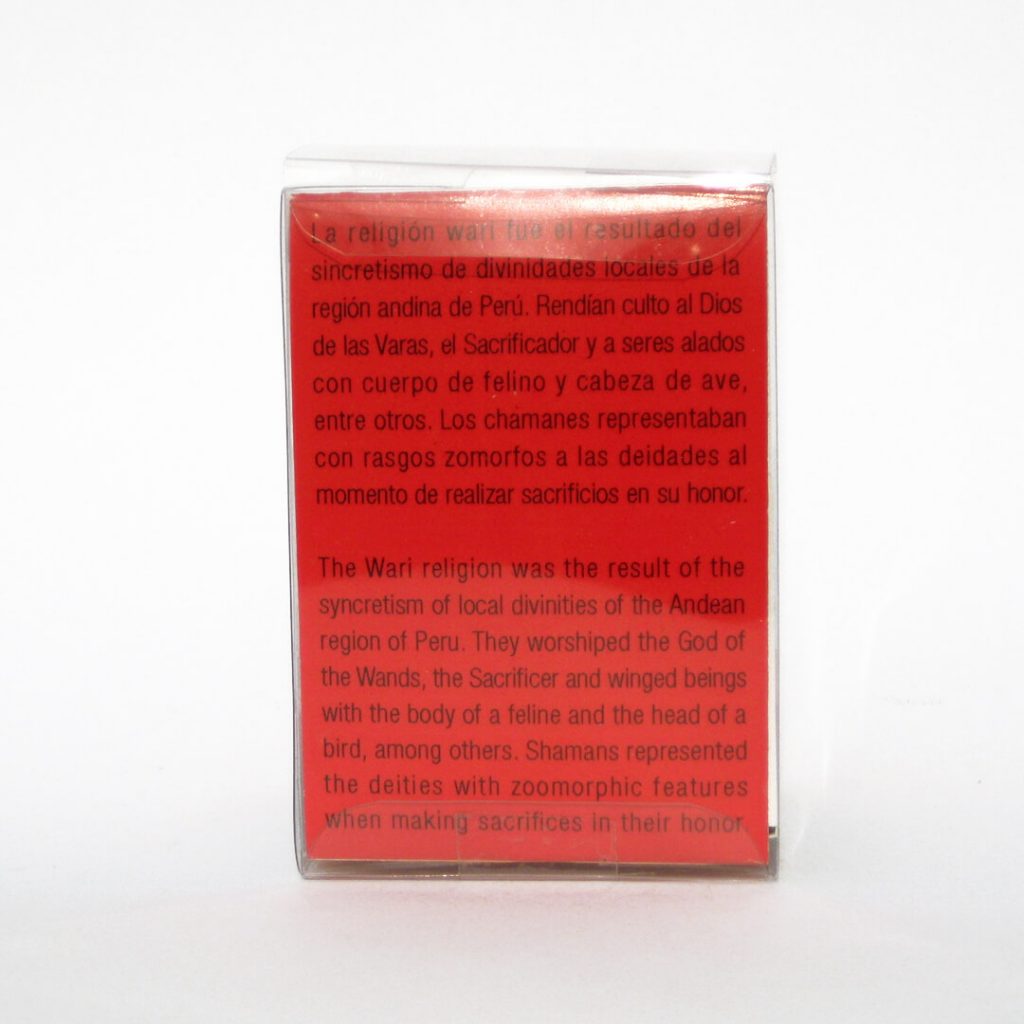 La religión wari fue el resultado del
sincretismo de divinidades locales de la
región andina de Perú. Rendían culto al Dios
de las Varas, el Sacrificador y a seres alados
con cuerpo de felino y cabeza de ave,
entre otros. Los chamanes representaban
con rasgos zomorfos a las deidades al
momento de realizar sacrificios en su honor.
The Wari religion was the result of the
syncretism of local divinities of the Andean
region of Peru. They worshiped the God of
the Wands, the Sacrificer and winged beings
with the body of a feline and the head of a
bird, among others. Shamans represented
the deities with zoomorphic features
when making sacrifices in their honor.